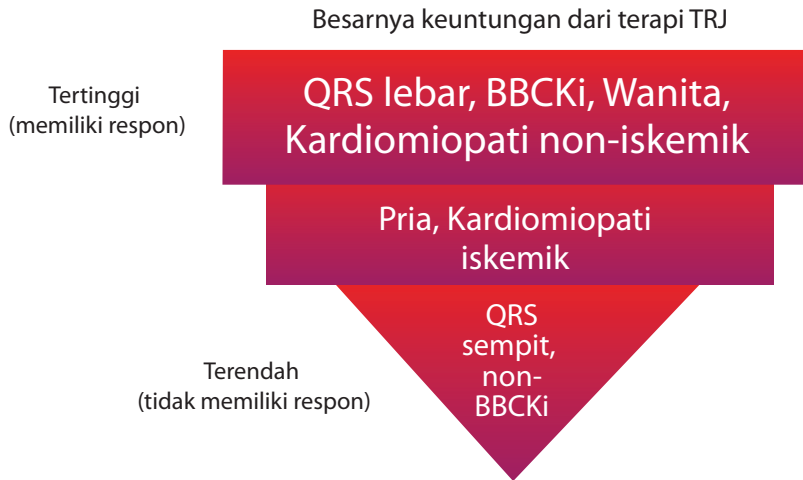 Besarnya keuntungan dari terapi TRJ
Tertinggi
(memiliki respon)
QRS lebar, BBCKi, Wanita,
Kardiomiopati non-iskemik
Pria, Kardiomiopati
iskemik
QRS
sempit,
non-
BBCKi
Terendah
(tidak memiliki respon)